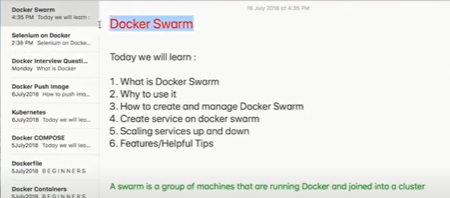 Docker Swarm
4:35 PM Today we will learn :
Selenium on Docker
2:38 PM Selenium on Docke...
Docker Interview Questi...
Monday What is Docker
Docker Push Image
6July2018 How to push ima...
Kubernetes
6July2018 Today we will lea...
Docker COMPOSE
5July2018 Today we will lea...
Dockerfile
5July2018 BEGINNERS
Docker Containers
5July2018 BEGINNERS
16 July 2018 at 4:35 PM
Docker Swarm
Today we will learn :
1. What is Docker Swarm
2. Why to use it
3. How to create and manage Docker Swarm
4. Create service on docker swarm
5. Scaling services up and down
6. Features/Helpful Tips
A swarm is a group of machines that are running Docker and joined into a cluster